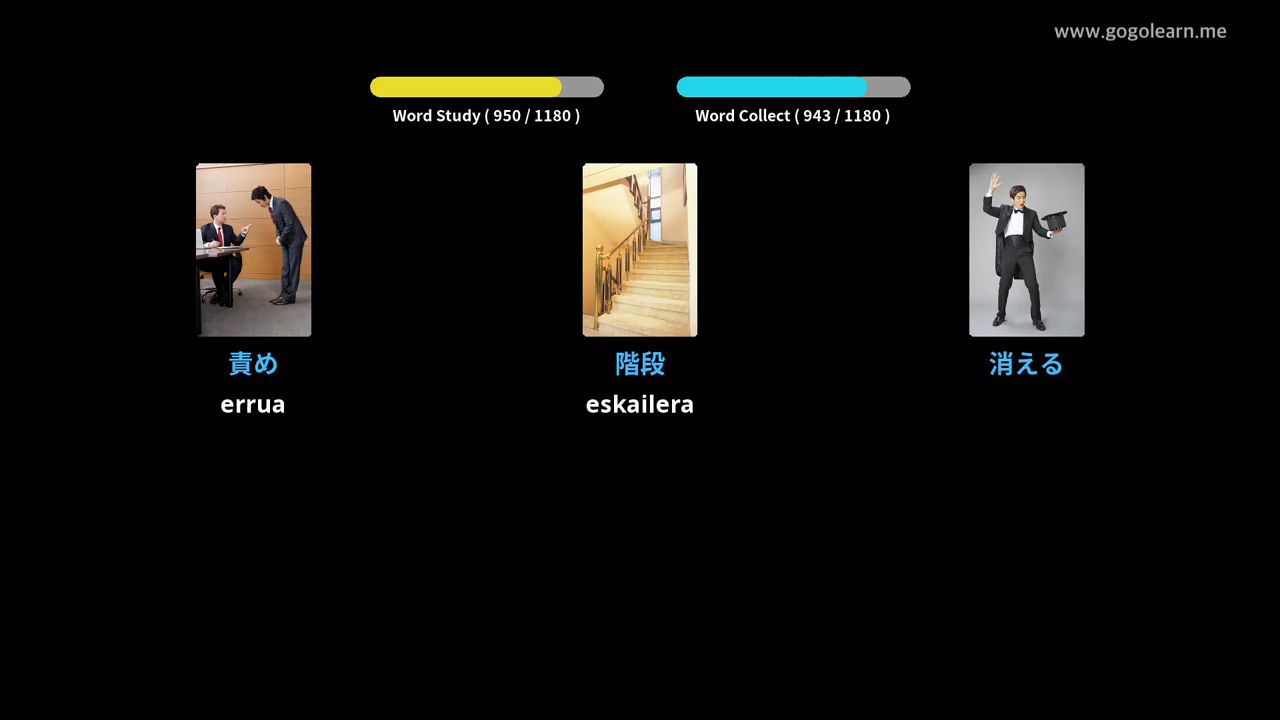 www.gogolearn.me
Word Study ( 950 / 1180 )
Word Collect ( 943 / 1180 )
責め
階段
消える
errua
eskailera